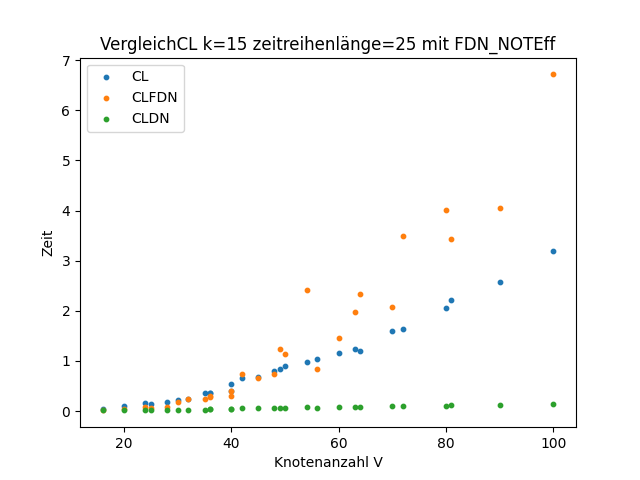 VergleichCL k=15 zeitreihenlänge=25 mit FDN_NOTEff
CL
CLFDN
CLDN
7
6
5
4
3
2
1
0
Zeit
20 40 60 80 100
Knotenanzahl V